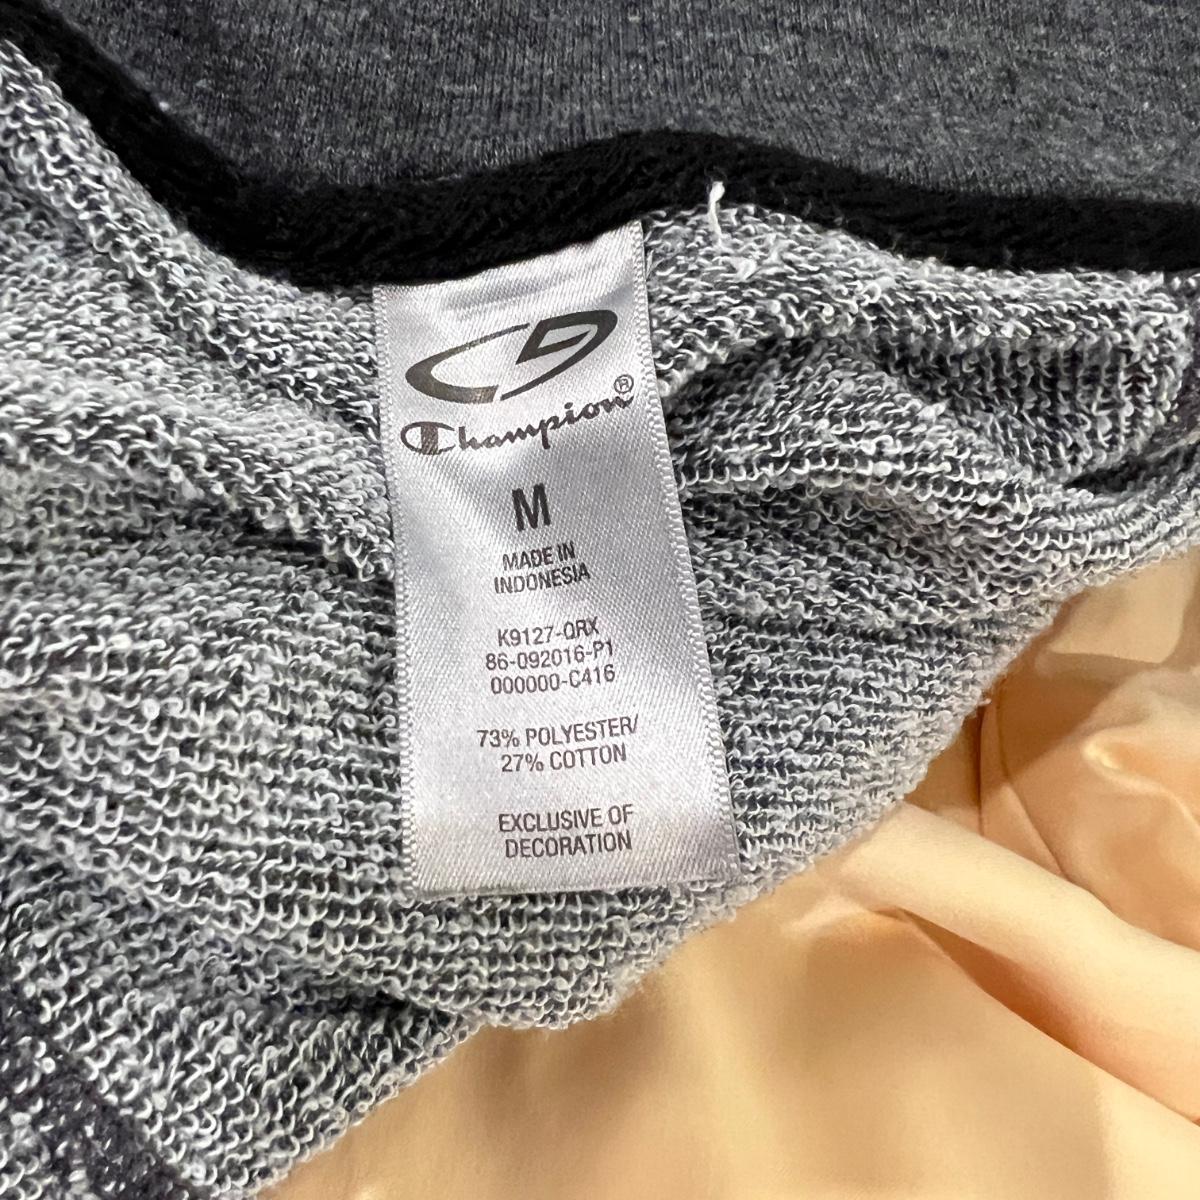 Champion®
M
MADE IN
INDONESIA
K9127-QRX
86-092016-P1
000000-C416
73% POLYESTER/
27% COTTON
EXCLUSIVE OF
DECORATION